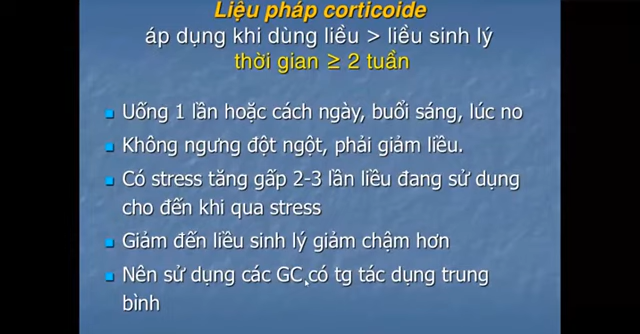 Liệu pháp corticoide
áp dụng khi dùng liều > liều sinh lý
thời gian ≥ 2 tuần
Uống 1 lần hoặc cách ngày, buổi sáng, lúc no
Không ngưng đột ngột, phải giảm liều.
Có stress tăng gấp 2-3 lần liều đang sử dụng
cho đến khi qua stress
Giảm đến liều sinh lý giảm chậm hơn
Nên sử dụng các GC có tg tác dụng trung
bình